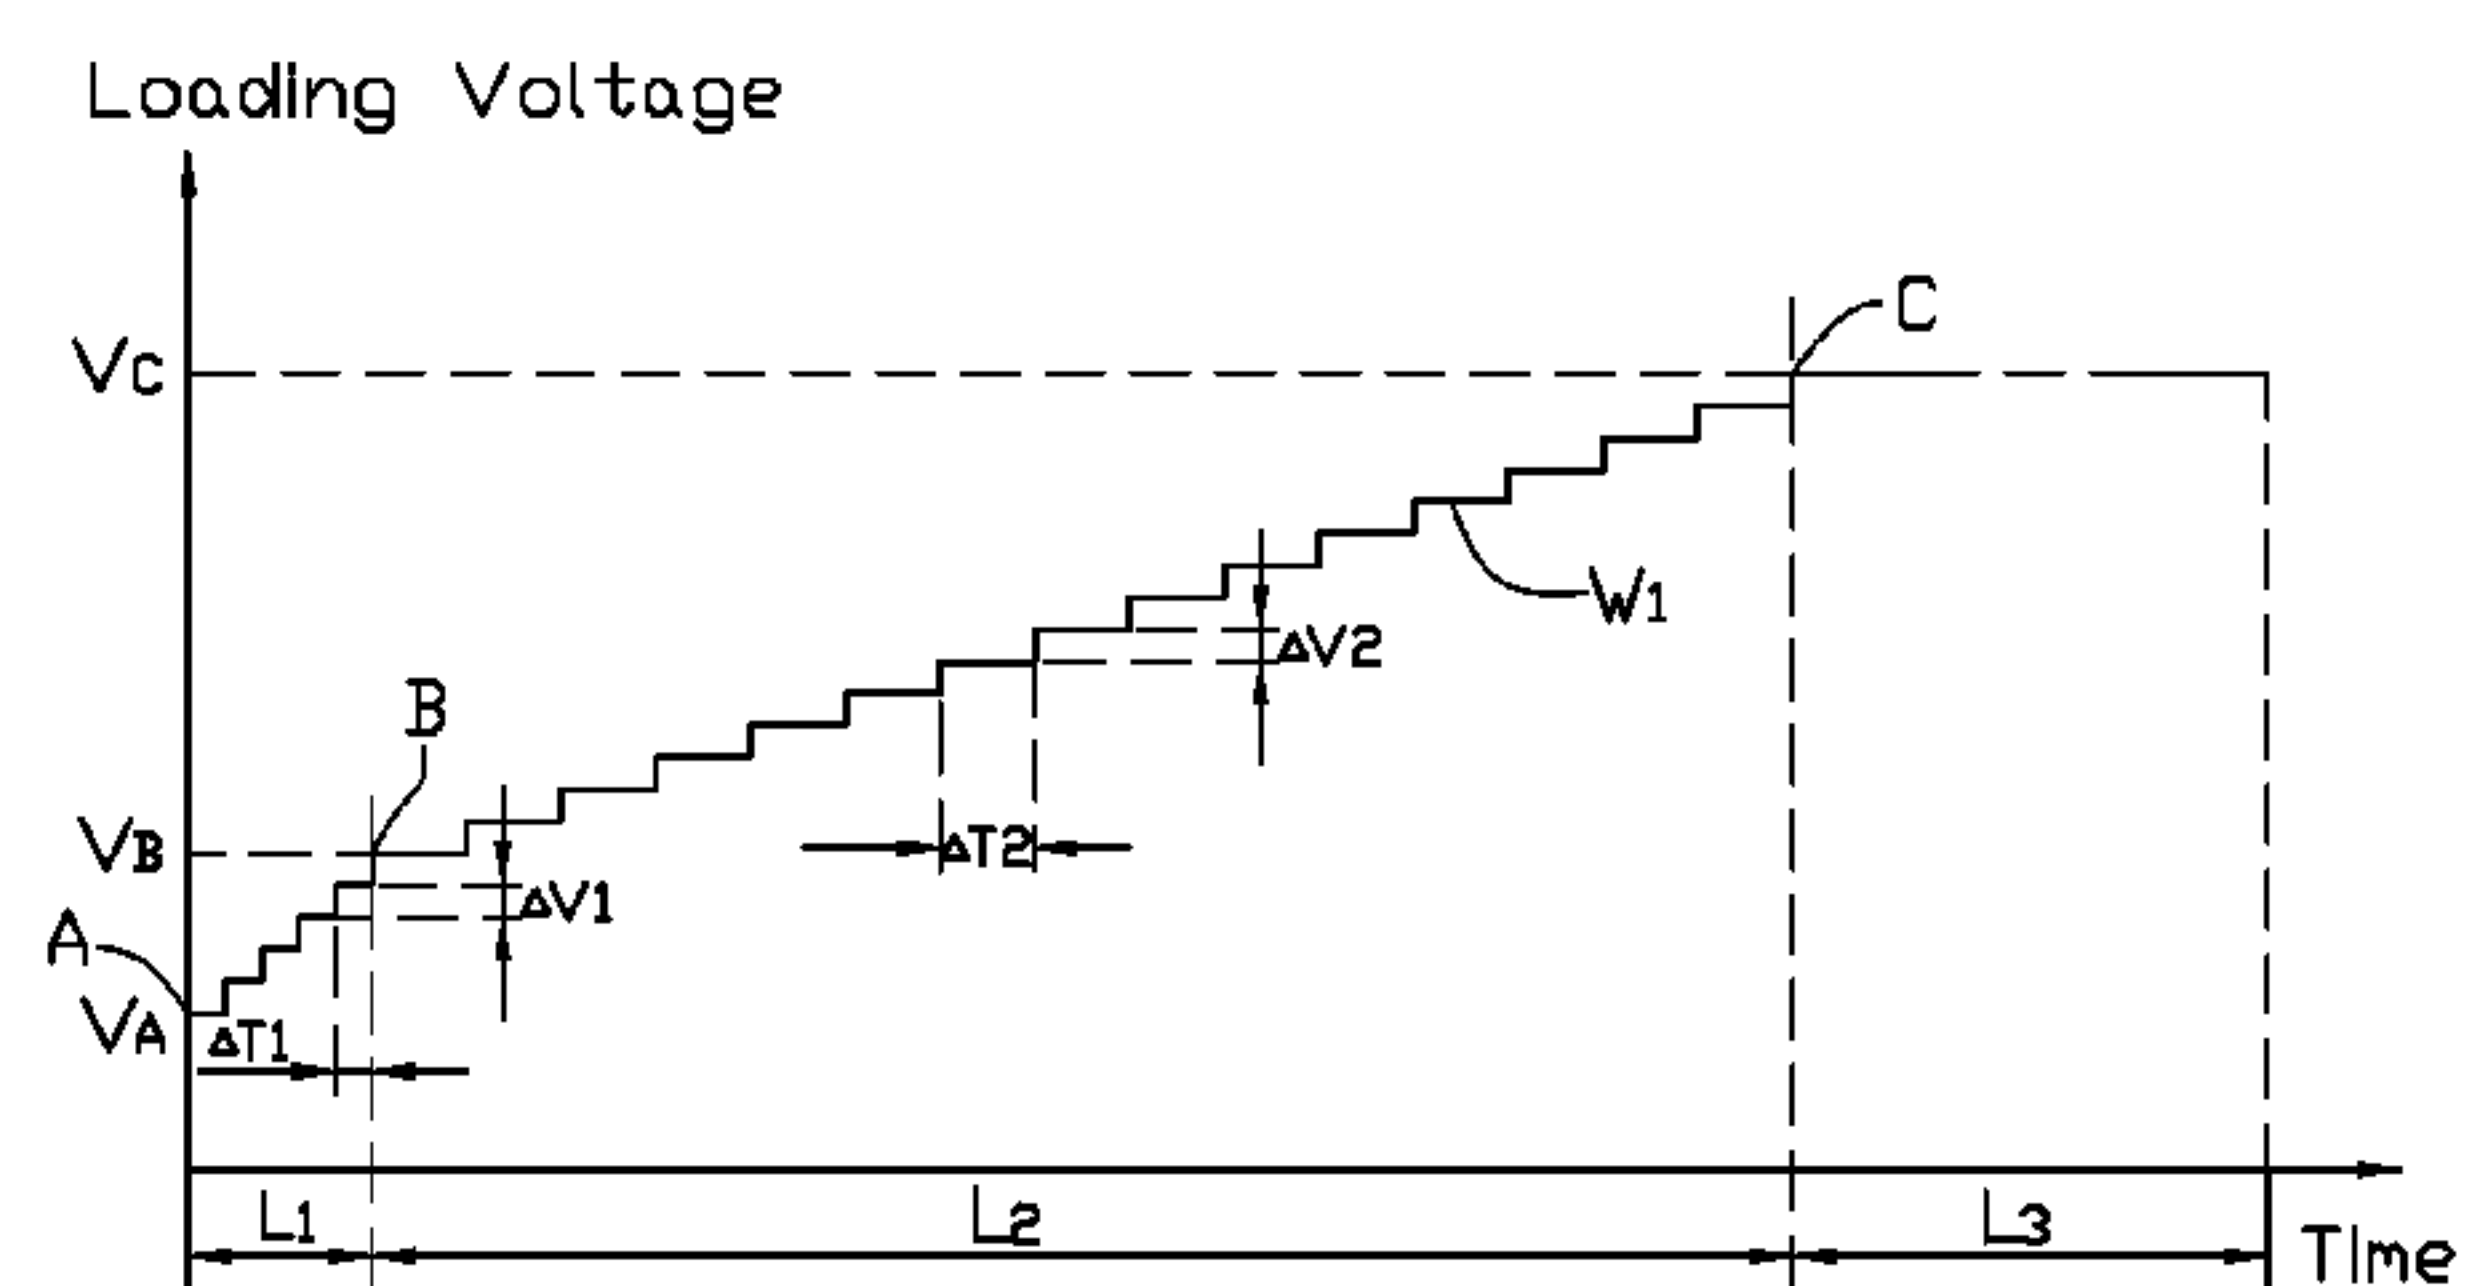 Loading Voltage
C
VC
W1
ΔV2
B
VB
ΔT2
ΔV1
A
VA
ΔT1
L1
L2
L3
TIme